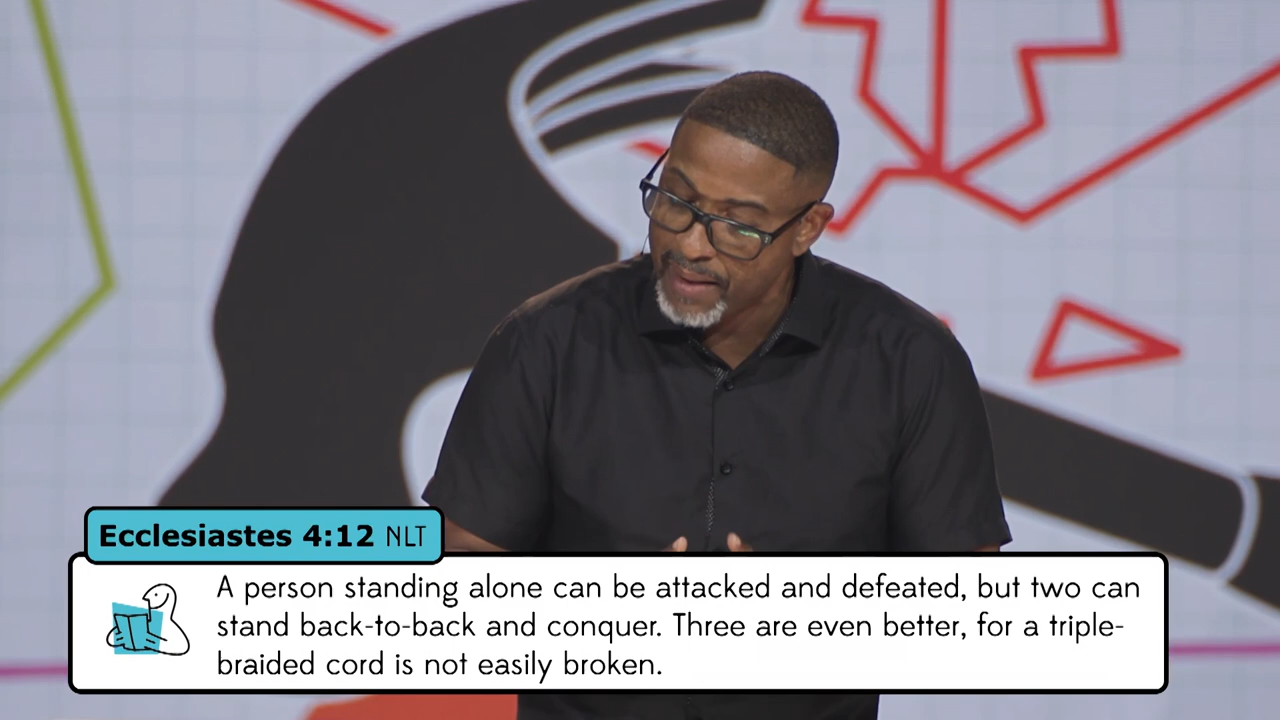 Ecclesiastes 4:12 NLT
A person standing alone can be attacked and defeated, but two can
stand back-to-back and conquer. Three are even better, for a triple-
braided cord is not easily broken.